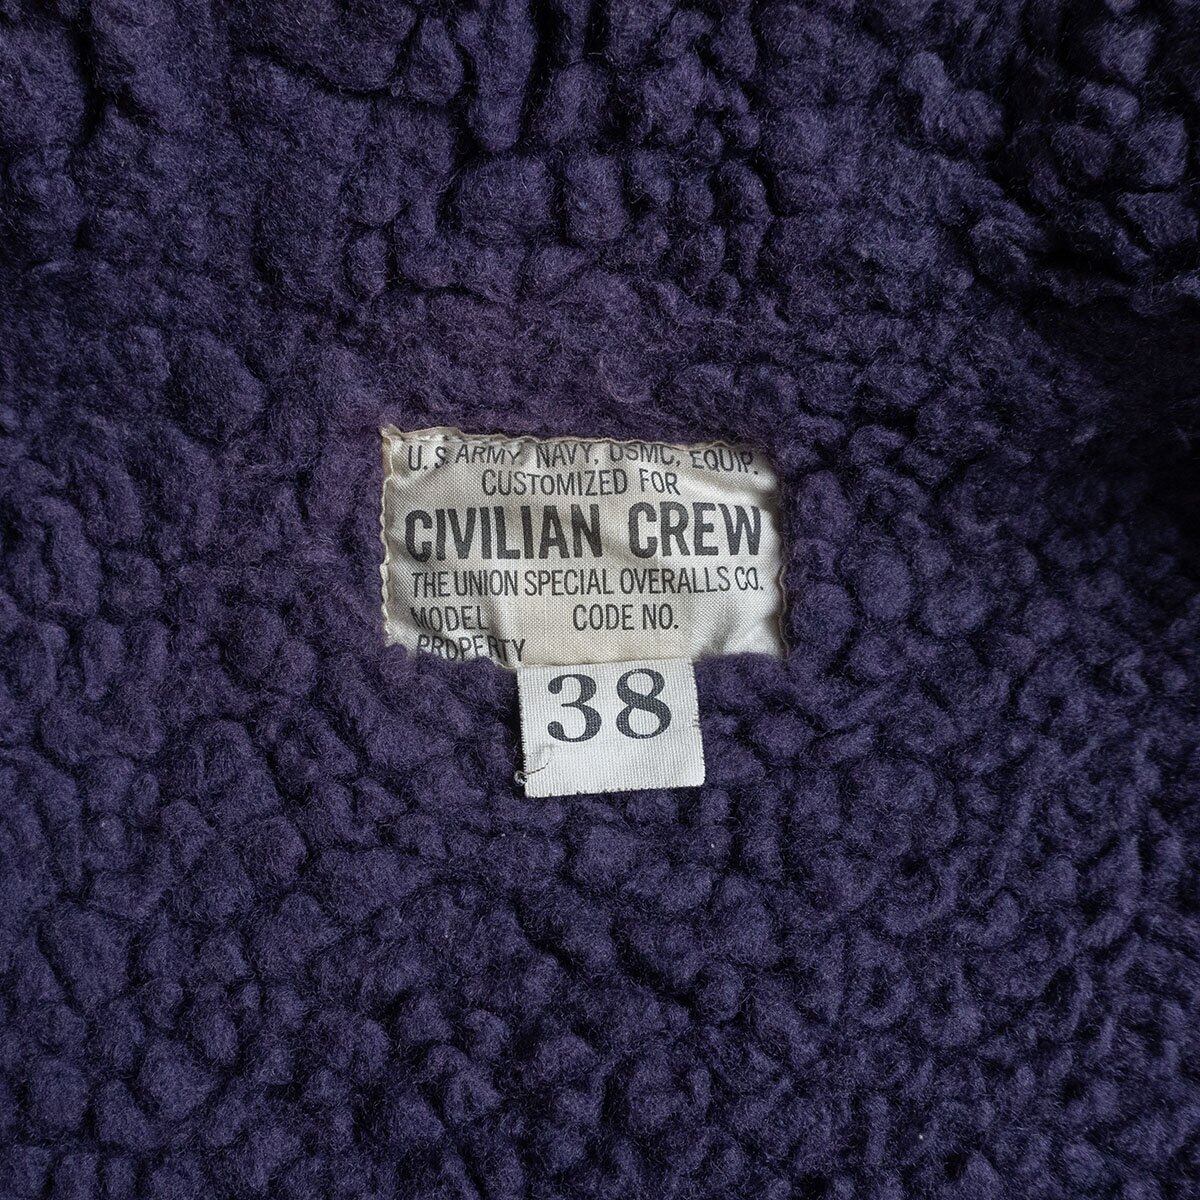 U. S ARMY, NAVY, USMC, EQUIP.
CUSTOMIZED FOR
CIVILIAN CREW
THE UNION SPECIAL OVERALLS CO.
MODEL CODE NO.
PROPERTY
38